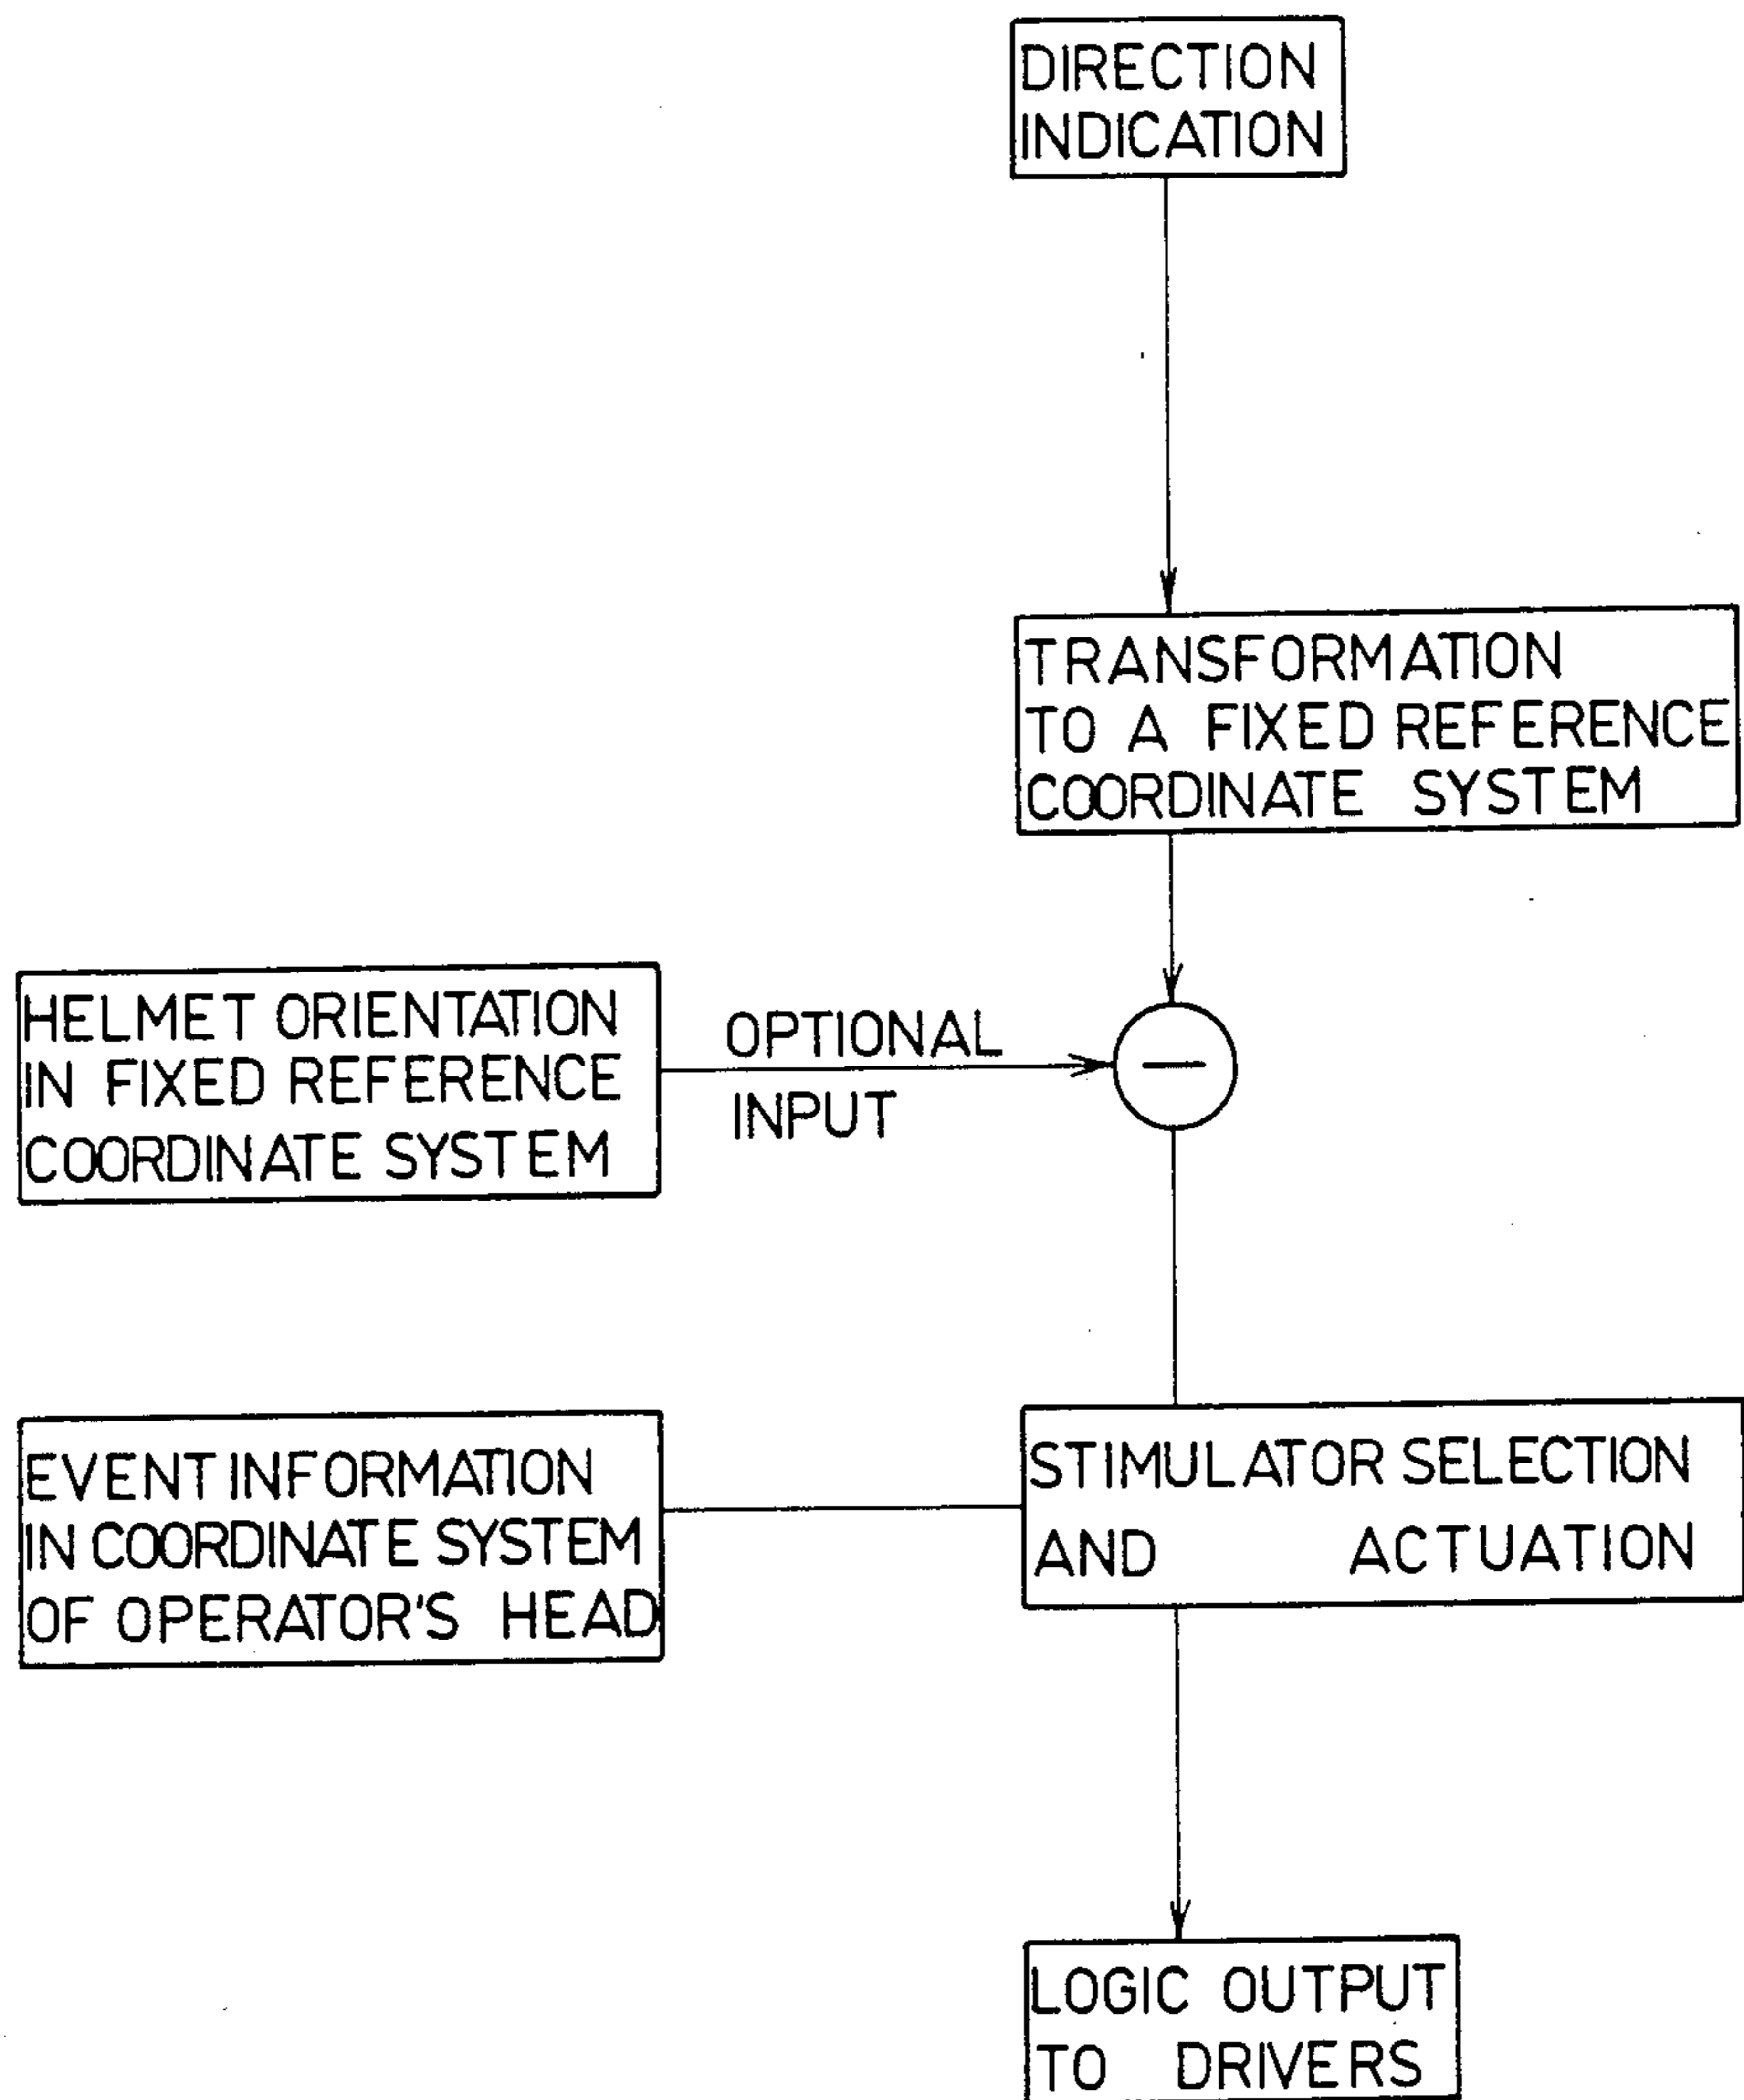 DIRECTION
INDICATION
TRANSFORMATION
TO A FIXED REFERENCE
COORDINATE SYSTEM
HELMET ORIENTATION
IN FIXED REFERENCE
COORDINATE SYSTEM
OPTIONAL
INPUT
—
EVENT INFORMATION
IN COORDINATE SYSTEM
OF OPERATOR'S HEAD
STIMULATOR SELECTION
AND ACTUATION
LOGIC OUTPUT
TO DRIVERS